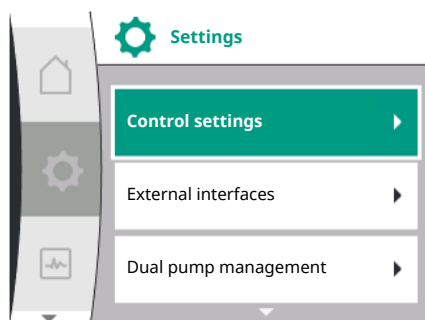 Settings
Control settings
External interfaces
Dual pump management